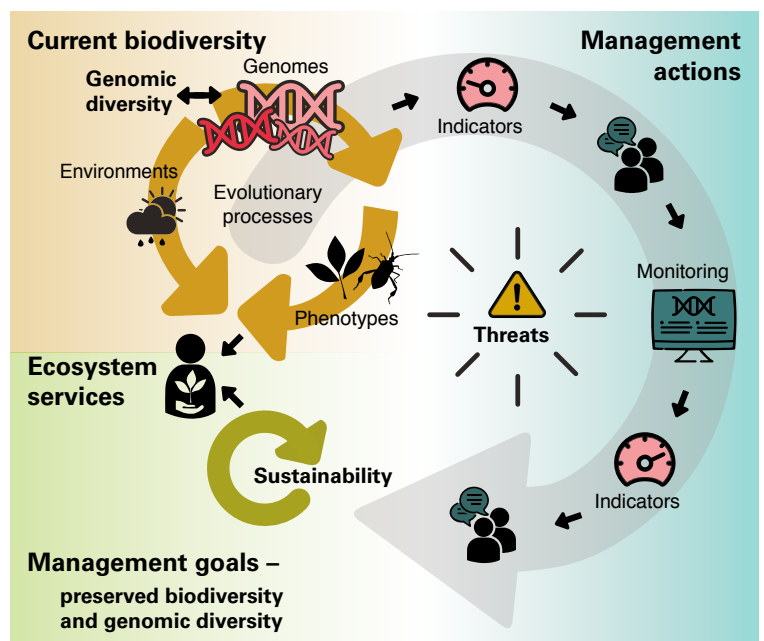 Current biodiversity
Genomic
diversity
Genomes
Environments
Evolutionary
processes
Phenotypes
Management
actions
Indicators
Monitoring
Threats
Indicators
Ecosystem
services
Sustainability
Management goals –
preserved biodiversity
and genomic diversity